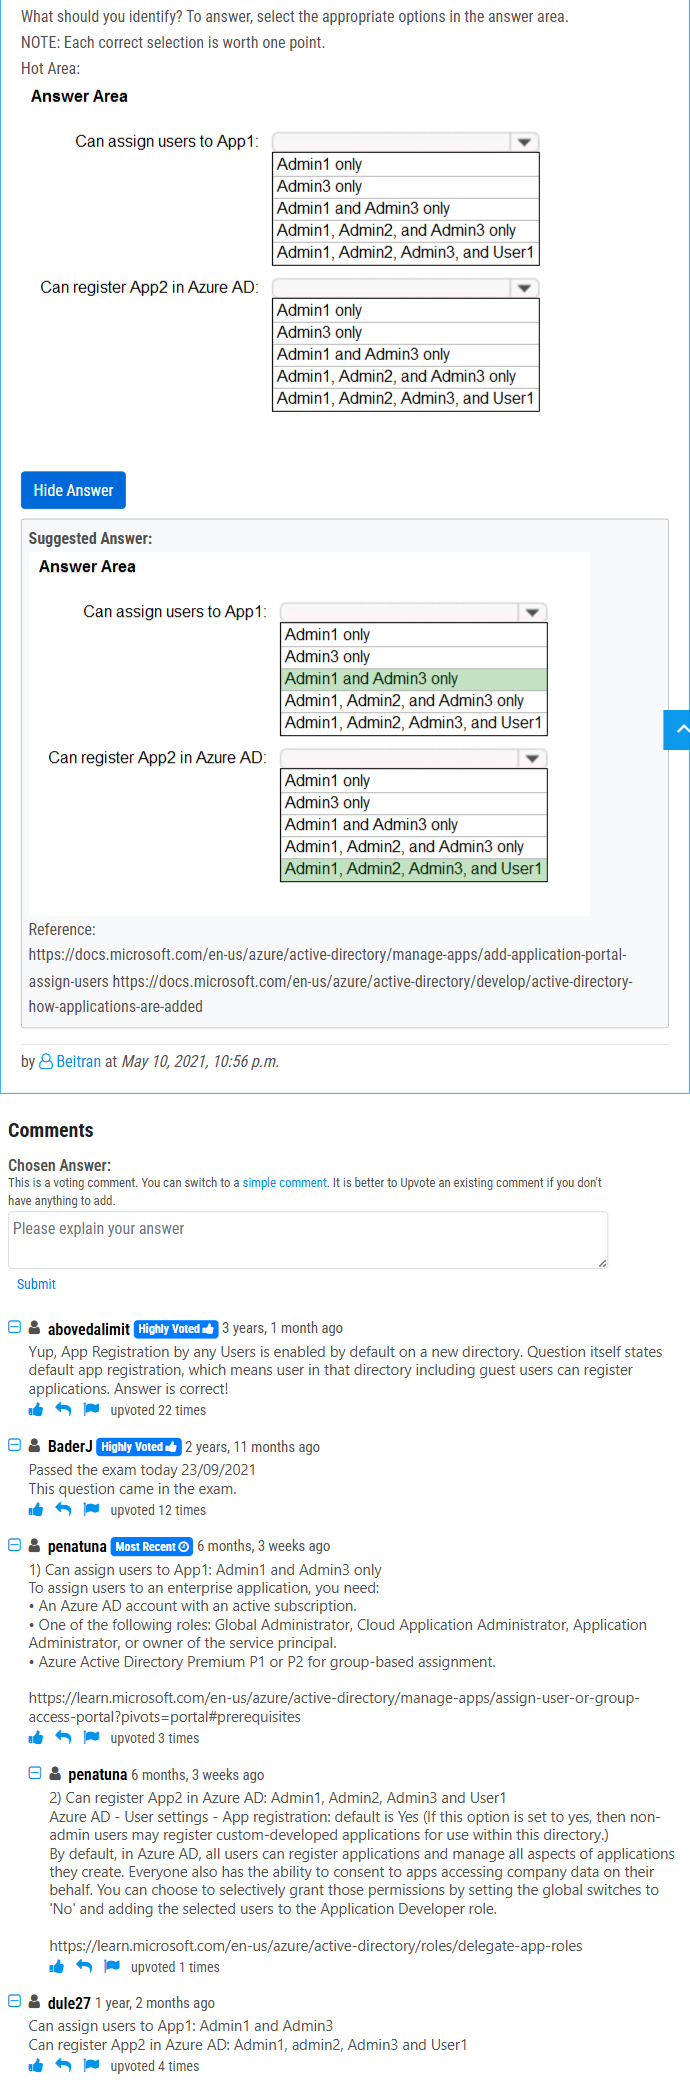 What should you identify? To answer, select the appropriate options in the answer area.
NOTE: Each correct selection is worth one point.
Hot Area:
Answer Area
Can assign users to App1:
Admin1 only
Admin3 only
Admin1 and Admin3 only
Admin1, Admin2, and Admin3 only
Admin1, Admin2, Admin3, and User1
Can register App2 in Azure AD:
Admin1 only
Admin3 only
Admin1 and Admin3 only
Admin1, Admin2, and Admin3 only
Admin1, Admin2, Admin3, and User1
Hide Answer
Suggested Answer:
Answer Area
Can assign users to App1:
Admin1 only
Admin3 only
Admin1 and Admin3 only
Admin1, Admin2, and Admin3 only
Admin1, Admin2, Admin3, and User1
Can register App2 in Azure AD:
Admin1 only
Admin3 only
Admin1 and Admin3 only
Admin1, Admin2, and Admin3 only
Admin1, Admin2, Admin3, and User1
Reference:
https://docs.microsoft.com/en-us/azure/active-directory/manage-apps/add-application-portal-
assign-users https://docs.microsoft.com/en-us/azure/active-directory/develop/active-directory-
how-applications-are-added
by Beitran at May 10, 2021, 10:56 p.m.
Comments
Chosen Answer:
This is a voting comment. You can switch to a simple comment. It is better to Upvote an existing comment if you don't
have anything to add.
Please explain your answer
Submit
abovedalimit Highly Voted 3 years, 1 month ago
Yup, App Registration by any Users is enabled by default on a new directory. Question itself states
default app registration, which means user in that directory including guest users can register
applications. Answer is correct!
upvoted 22 times
BaderJ Highly Voted 2 years, 11 months ago
Passed the exam today 23/09/2021
This question came in the exam.
upvoted 12 times
penatuna Most Recent 6 months, 3 weeks ago
1) Can assign users to App1: Admin1 and Admin3 only
To assign users to an enterprise application, you need:
• An Azure AD account with an active subscription.
• One of the following roles: Global Administrator, Cloud Application Administrator, Application
Administrator, or owner of the service principal.
• Azure Active Directory Premium P1 or P2 for group-based assignment.
https://learn.microsoft.com/en-us/azure/active-directory/manage-apps/assign-user-or-group-
access-portal?pivots=portal#prerequisites
upvoted 3 times
penatuna 6 months, 3 weeks ago
2) Can register App2 in Azure AD: Admin1, Admin2, Admin3 and User1
Azure AD - User settings - App registration: default is Yes (If this option is set to yes, then non-
admin users may register custom-developed applications for use within this directory.)
By default, in Azure AD, all users can register applications and manage all aspects of applications
they create. Everyone also has the ability to consent to apps accessing company data on their
behalf. You can choose to selectively grant those permissions by setting the global switches to
'No' and adding the selected users to the Application Developer role.
https://learn.microsoft.com/en-us/azure/active-directory/roles/delegate-app-roles
upvoted 1 times
dule27 1 year, 2 months ago
Can assign users to App1: Admin1 and Admin3
Can register App2 in Azure AD: Admin1, admin2, Admin3 and User1
upvoted 4 times